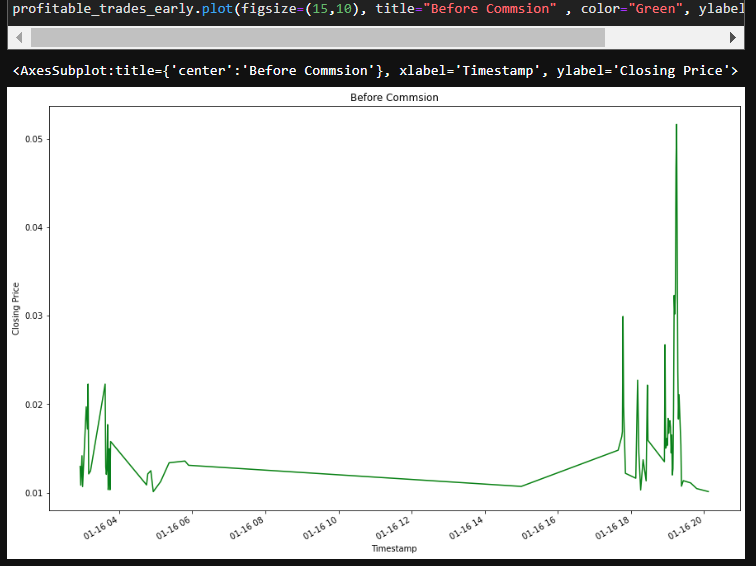 profitable_trades_early.plot(figsize=(15,10), title="Before Commsion" , color="Green", ylabel
<AxesSubplot:title={'center':'Before Commsion'}, xlabel='Timestamp', ylabel='Closing Price'>
Before Commsion
0.05
0.04
0.03
0.02
0.01
Closing Price
01-16 04
01-16 06
01-16 08
01-16 10
01-16 12
01-16 14
01-16 16
01-16 18
01-16 20
Timestamp